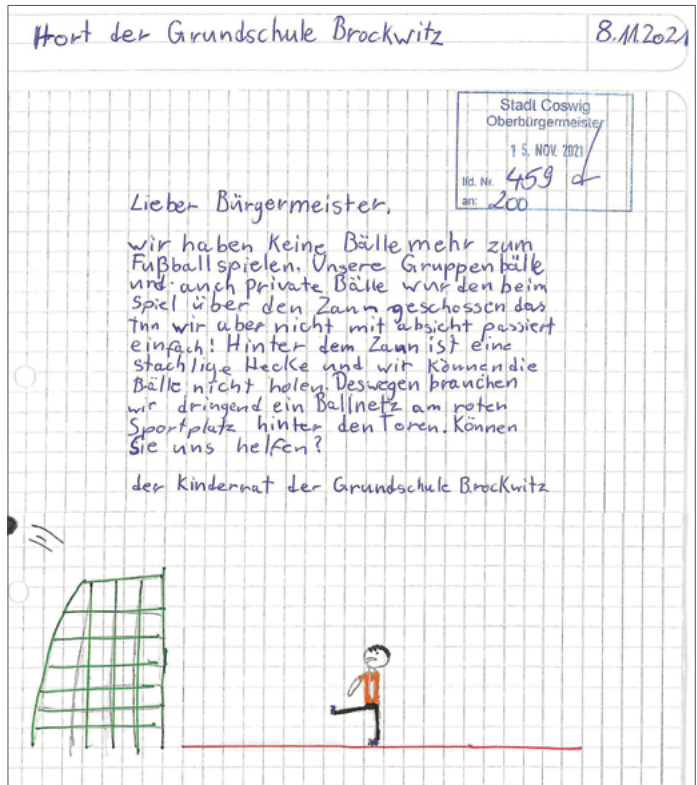 Hort der Grundschule Brockwitz
8.11.2021
Stadt Coswig
Oberbürgermeister
15. NOV. 2021
lfd. Nr. 459
an: 200
Lieber Bürgermeister,
wir haben keine Bälle mehr zum
Fußballspielen. Unsere Gruppenbälle
und auch private Bälle wurden beim
Spiel über den Zaun geschossen das
tun wir aber nicht mit absicht passiert
einfach! Hinter dem Zaun ist eine
stachlige Hecke und wir können die
Bälle nicht holen. Deswegen brauchen
wir dringend ein Ballnetz am roten
Sportplatz hinter den Toren. Können
Sie uns helfen?
der Kinderrat der Grundschule Brockwitz